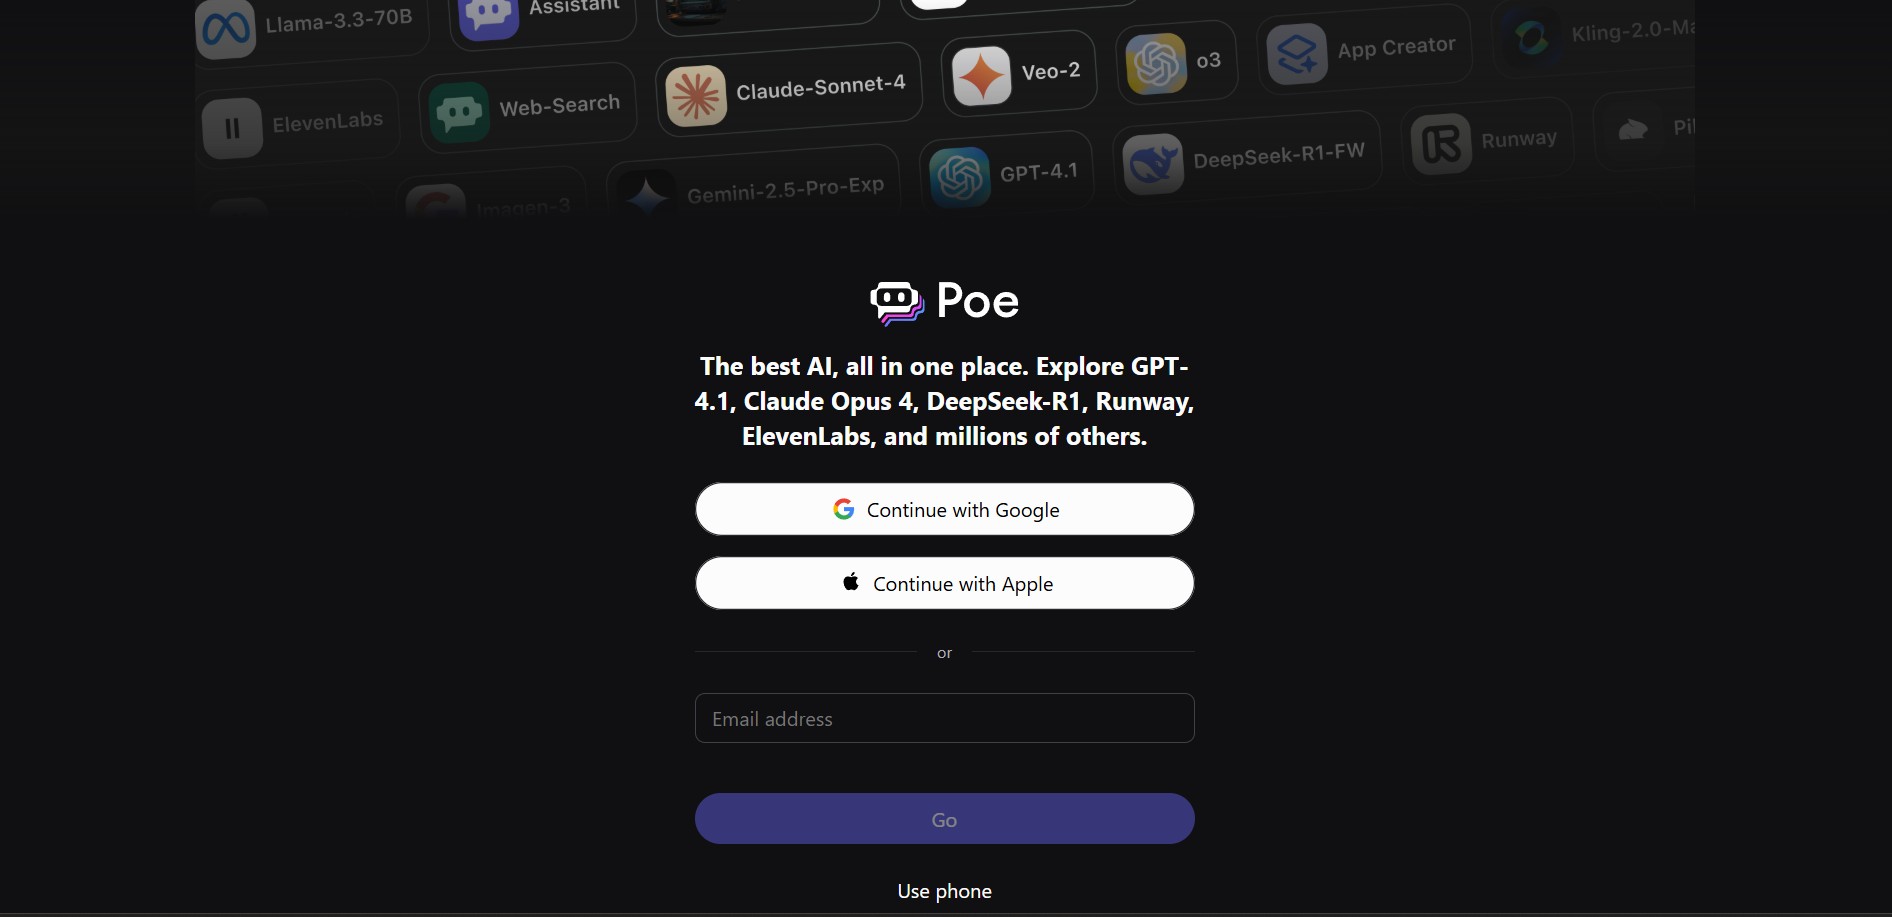 Llama-3.3-70B
Assistant
ElevenLabs
Web-Search
Claude-Sonnet-4
Veo-2
o3
App Creator
Kling-2.0-Ma
Imagen-3
Gemini-2.5-Pro-Exp
GPT-4.1
DeepSeek-R1-FW
Runway
Poe
The best AI, all in one place. Explore GPT-
4.1, Claude Opus 4, DeepSeek-R1, Runway,
ElevenLabs, and millions of others.
Continue with Google
Continue with Apple
or
Email address
Go
Use phone